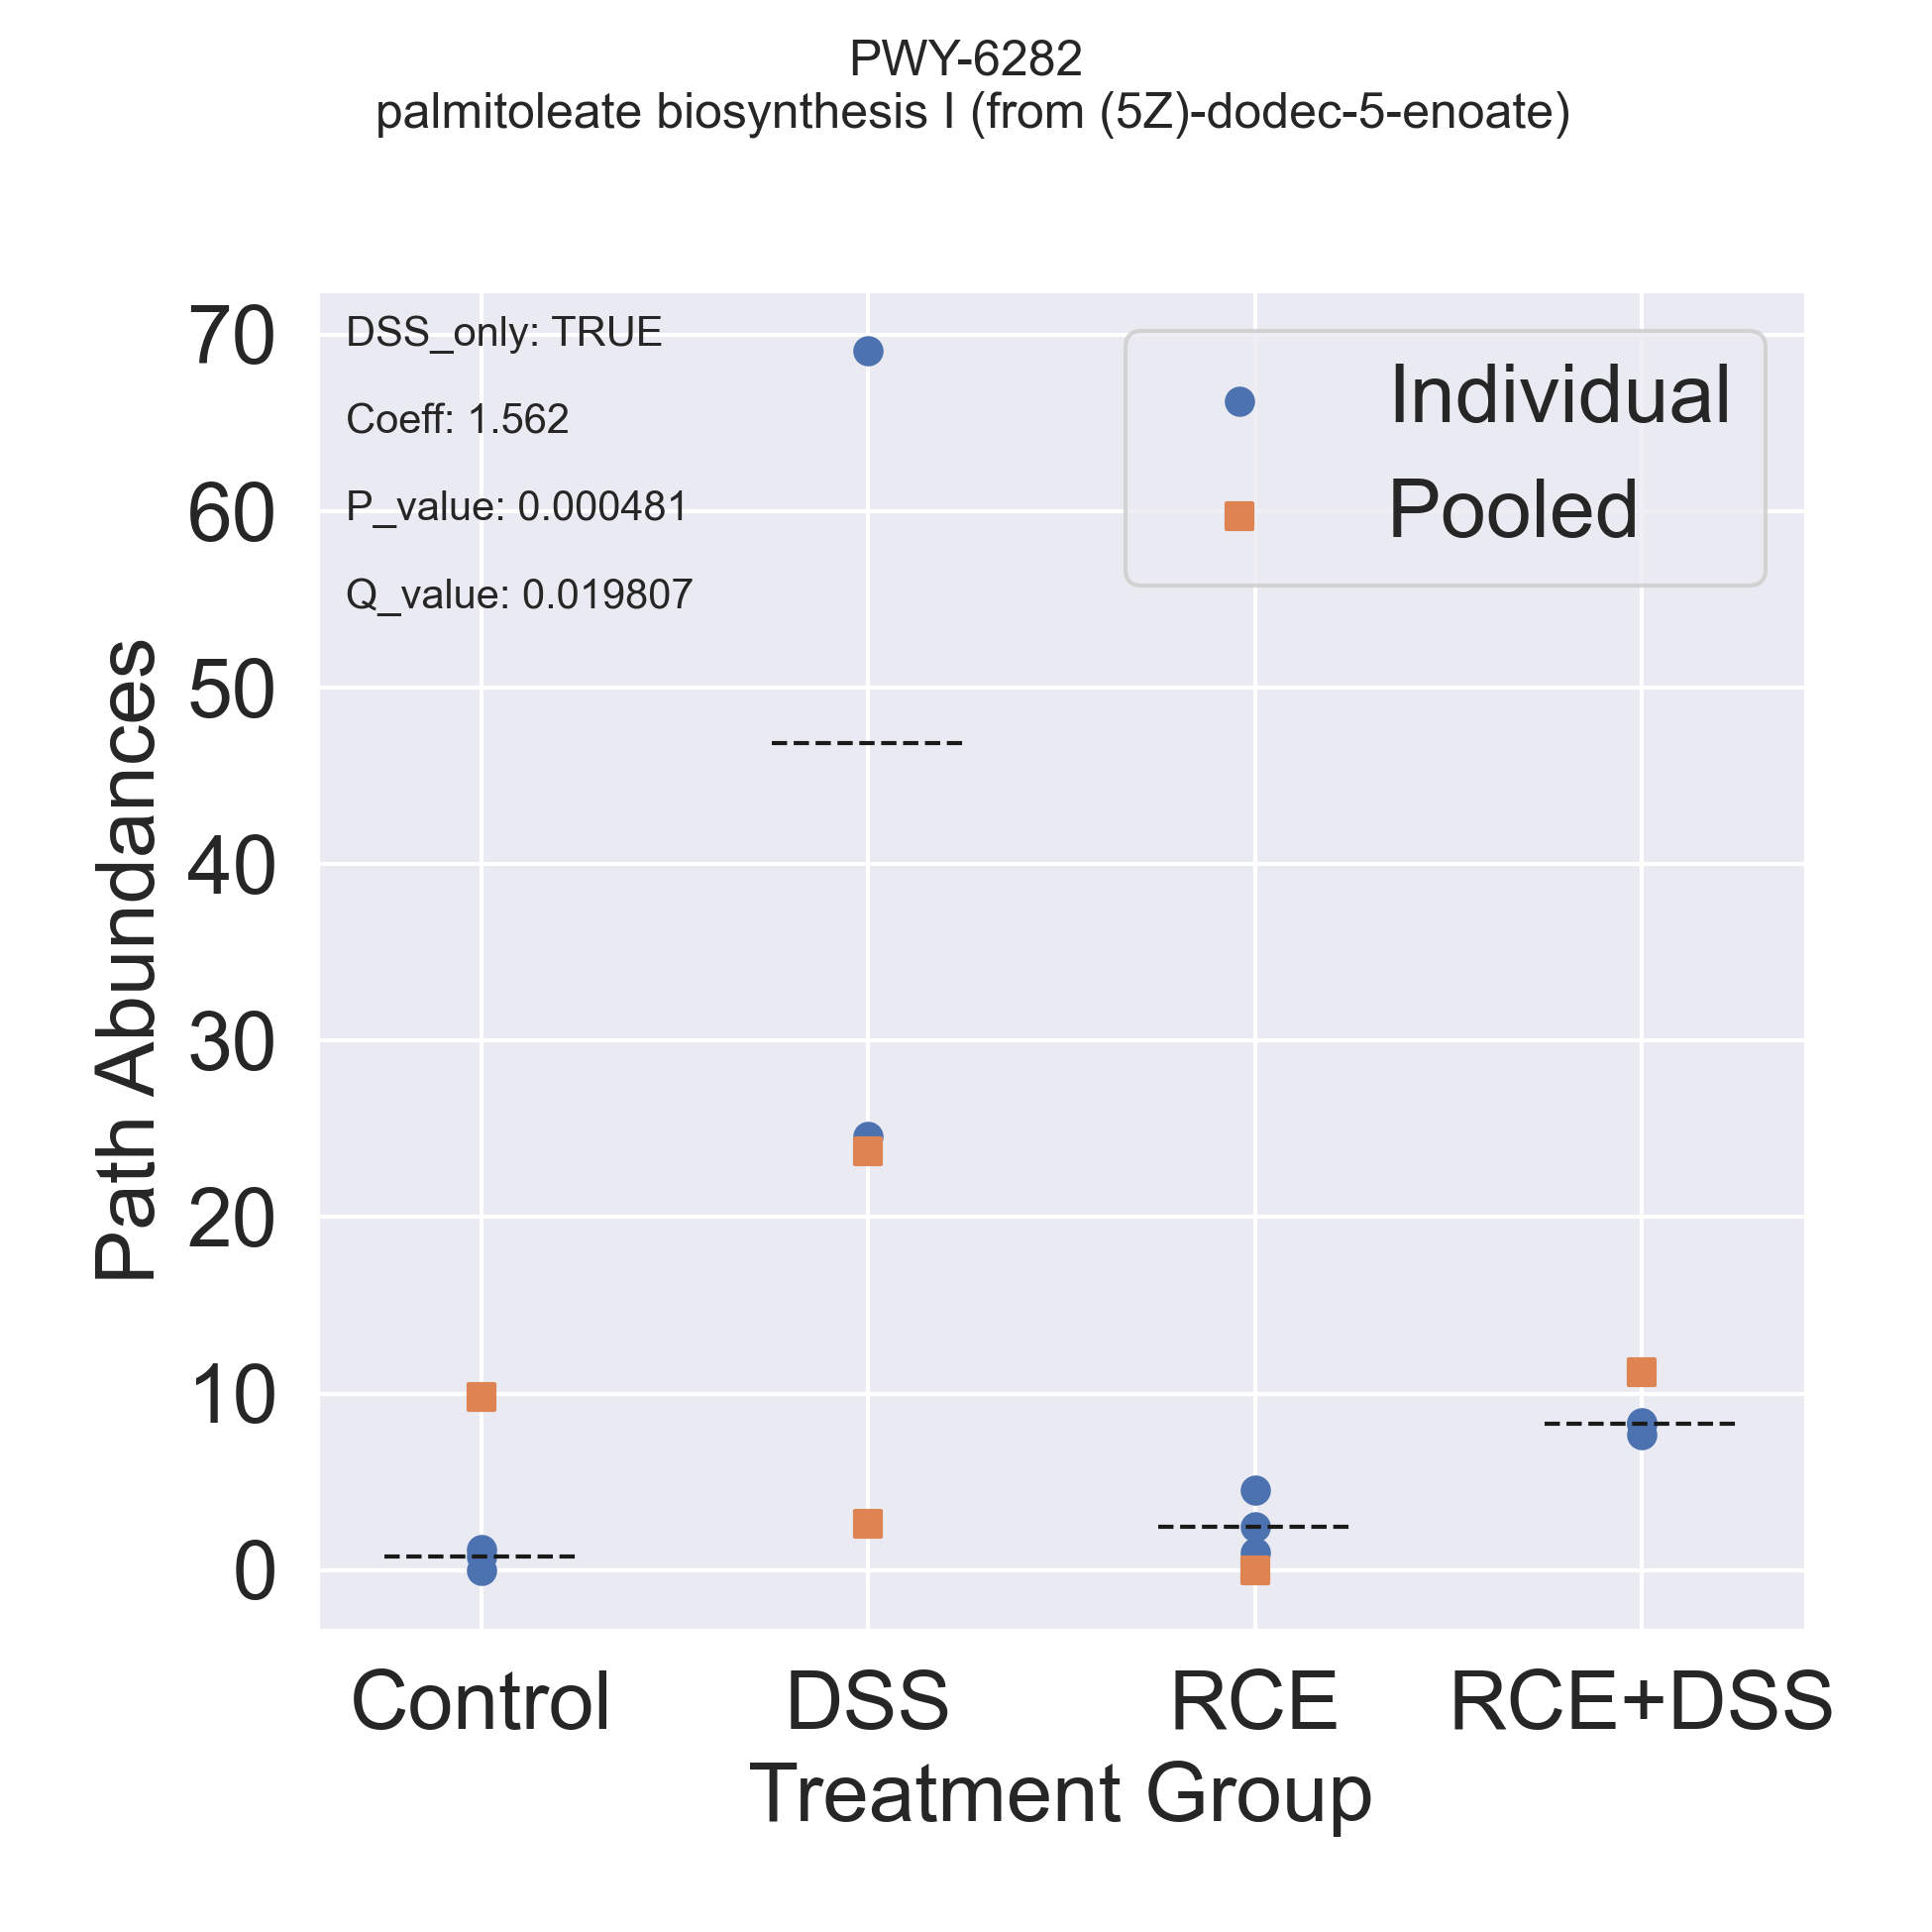 PWY-6282
palmitoleate biosynthesis I (from (5Z)-dodec-5-enoate)
DSS_only: TRUE
Coeff: 1.562
P_value: 0.000481
Q_value: 0.019807
Individual
Pooled
Path Abundances
70
60
50
40
30
20
10
0
Control
DSS
RCE
RCE+DSS
Treatment Group